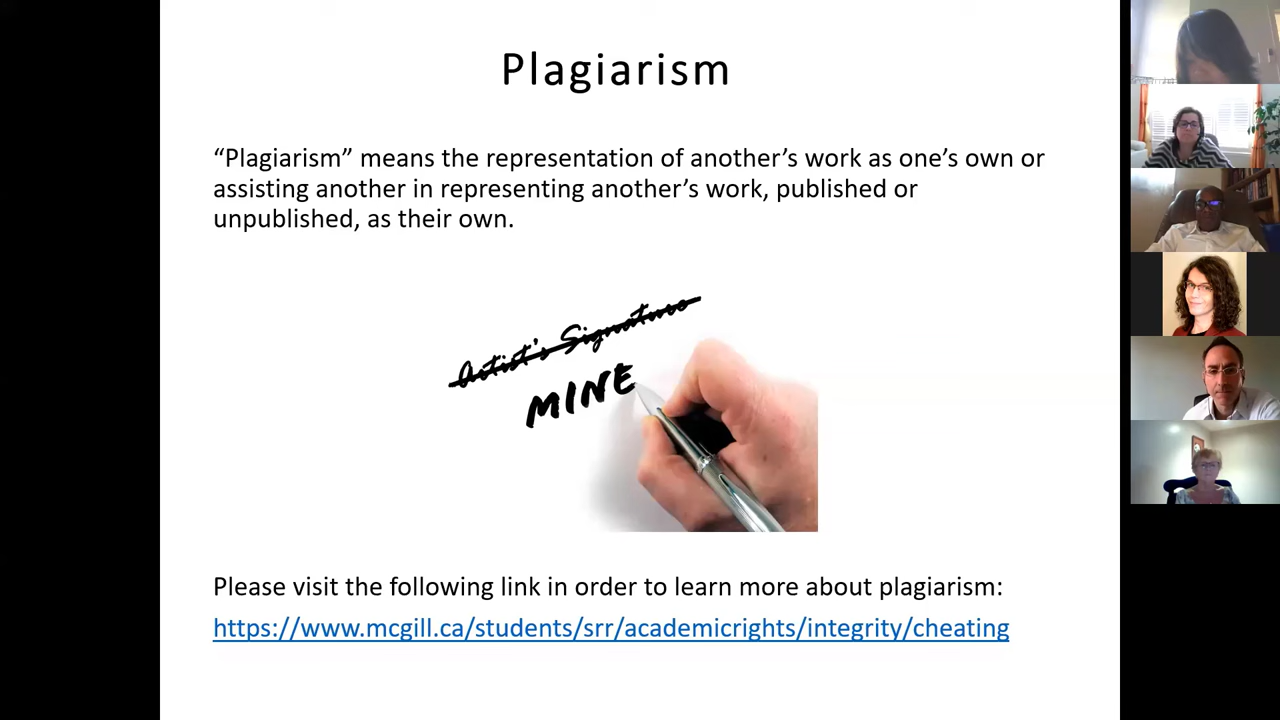 Plagiarism
“Plagiarism” means the representation of another’s work as one’s own or
assisting another in representing another’s work, published or
unpublished, as their own.
Artist's Signature
MINE
Please visit the following link in order to learn more about plagiarism:
https://www.mcgill.ca/students/srr/academicrights/integrity/cheating